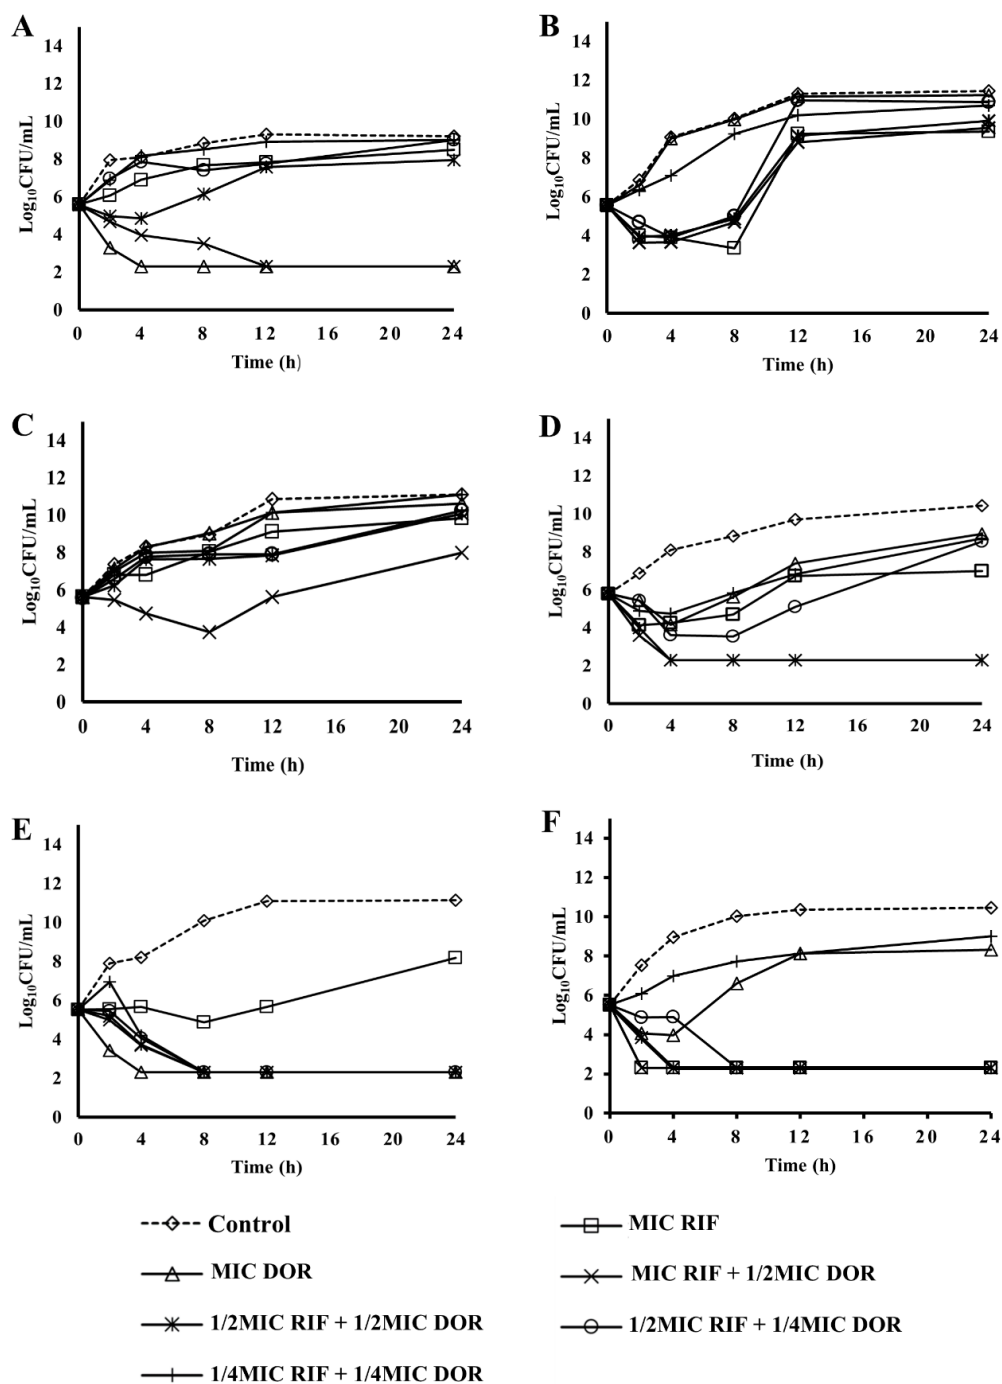 A
Log10CFU/mL
14
12
10
8
6
4
2
0
0 4 8 12 16 20 24
Time (h)
B
Log10CFU/mL
14
12
10
8
6
4
2
0
0 4 8 12 16 20 24
Time (h)
C
Log10CFU/mL
14
12
10
8
6
4
2
0
0 4 8 12 16 20 24
Time (h)
D
Log10CFU/mL
14
12
10
8
6
4
2
0
0 4 8 12 16 20 24
Time (h)
E
Log10CFU/mL
14
12
10
8
6
4
2
0
0 4 8 12 16 20 24
Time (h)
F
Log10CFU/mL
14
12
10
8
6
4
2
0
0 4 8 12 16 20 24
Time (h)
Control
MIC RIF
MIC DOR
MIC RIF + 1/2MIC DOR
1/2MIC RIF + 1/2MIC DOR
1/2MIC RIF + 1/4MIC DOR
1/4MIC RIF + 1/4MIC DOR